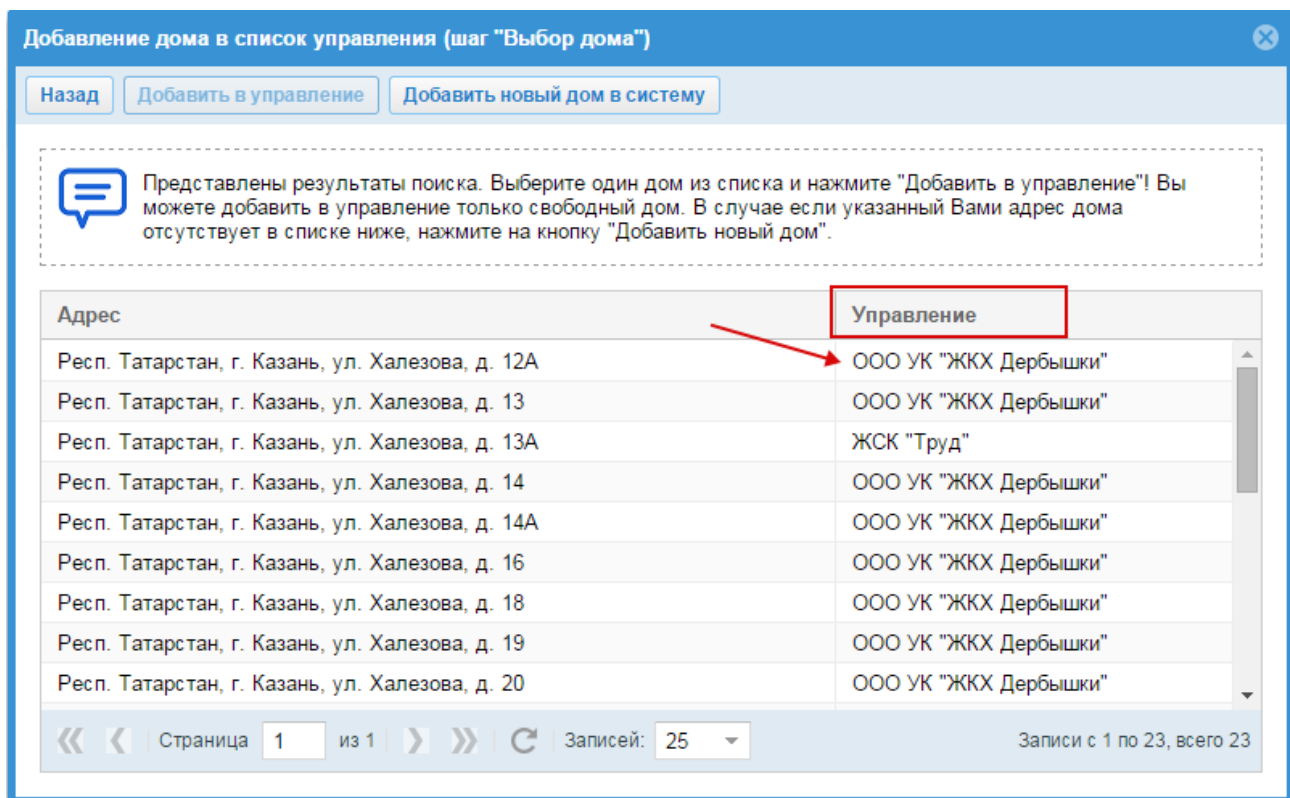 Добавление дома в список управления (шаг "Выбор дома")
Назад Добавить в управление Добавить новый дом в систему
Представлены результаты поиска. Выберите один дом из списка и нажмите "Добавить в управление"! Вы
можете добавить в управление только свободный дом. В случае если указанный Вами адрес дома
отсутствует в списке ниже, нажмите на кнопку "Добавить новый дом".
Адрес Управление
Респ. Татарстан, г. Казань, ул. Халезова, д. 12А ООО УК "ЖКХ Дербышки"
Респ. Татарстан, г. Казань, ул. Халезова, д. 13 ООО УК "ЖКХ Дербышки"
Респ. Татарстан, г. Казань, ул. Халезова, д. 13А ЖСК "Труд"
Респ. Татарстан, г. Казань, ул. Халезова, д. 14 ООО УК "ЖКХ Дербышки"
Респ. Татарстан, г. Казань, ул. Халезова, д. 14А ООО УК "ЖКХ Дербышки"
Респ. Татарстан, г. Казань, ул. Халезова, д. 16 ООО УК "ЖКХ Дербышки"
Респ. Татарстан, г. Казань, ул. Халезова, д. 18 ООО УК "ЖКХ Дербышки"
Респ. Татарстан, г. Казань, ул. Халезова, д. 19 ООО УК "ЖКХ Дербышки"
Респ. Татарстан, г. Казань, ул. Халезова, д. 20 ООО УК "ЖКХ Дербышки"
Страница 1 из 1 Записей: 25 Записи с 1 по 23, всего 23